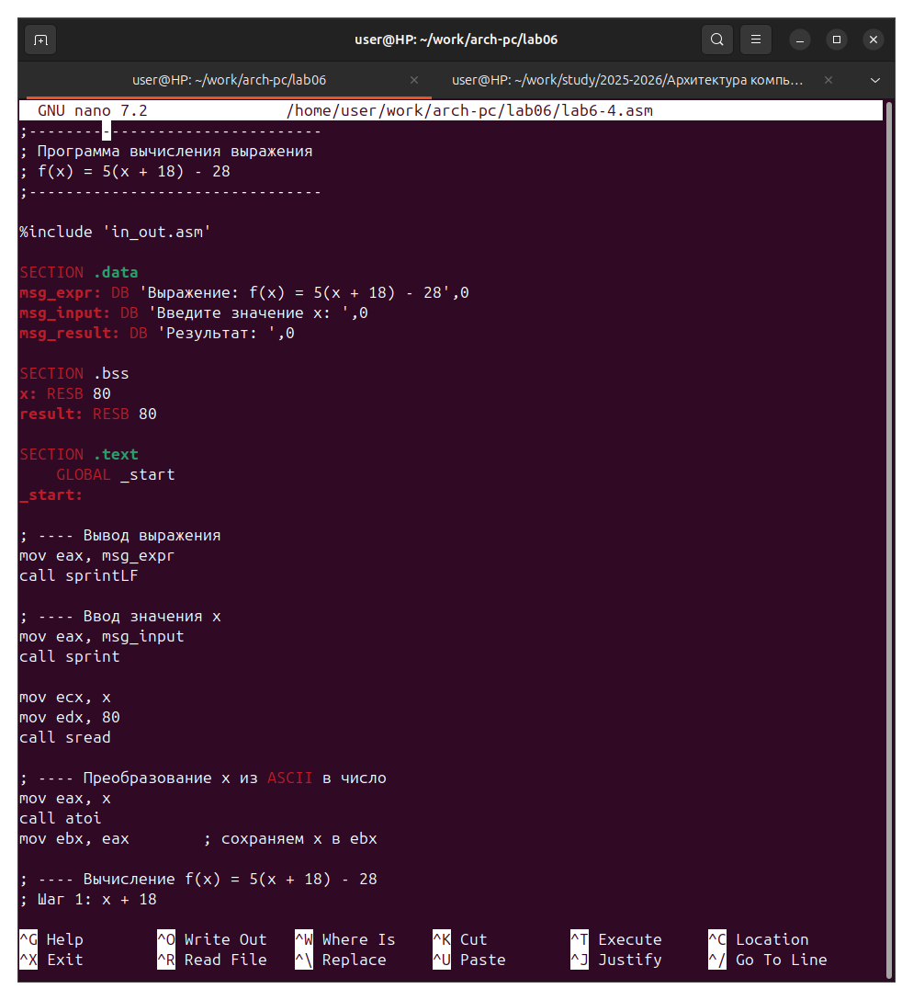 user@HP: ~/work/arch-pc/lab06
user@HP: ~/work/arch-pc/lab06 × user@HP: ~/work/study/2025-2026/Архитектура компь… ×
GNU nano 7.2 /home/user/work/arch-pc/lab06/lab6-4.asm
;--------------------------------
; Программа вычисления выражения
; f(x) = 5(x + 18) - 28
;--------------------------------
%include 'in_out.asm'
SECTION .data
msg_expr: DB 'Выражение: f(x) = 5(x + 18) - 28',0
msg_input: DB 'Введите значение x: ',0
msg_result: DB 'Результат: ',0
SECTION .bss
x: RESB 80
result: RESB 80
SECTION .text
GLOBAL _start
_start:
; ---- Вывод выражения
mov eax, msg_expr
call sprintLF
; ---- Ввод значения x
mov eax, msg_input
call sprint
mov ecx, x
mov edx, 80
call sread
; ---- Преобразование x из ASCII в число
mov eax, x
call atoi
mov ebx, eax ; сохраняем x в ebx
; ---- Вычисление f(x) = 5(x + 18) - 28
; Шаг 1: x + 18
^G Help ^O Write Out ^W Where Is ^K Cut ^T Execute ^C Location
^X Exit ^R Read File ^\ Replace ^U Paste ^J Justify ^/ Go To Line